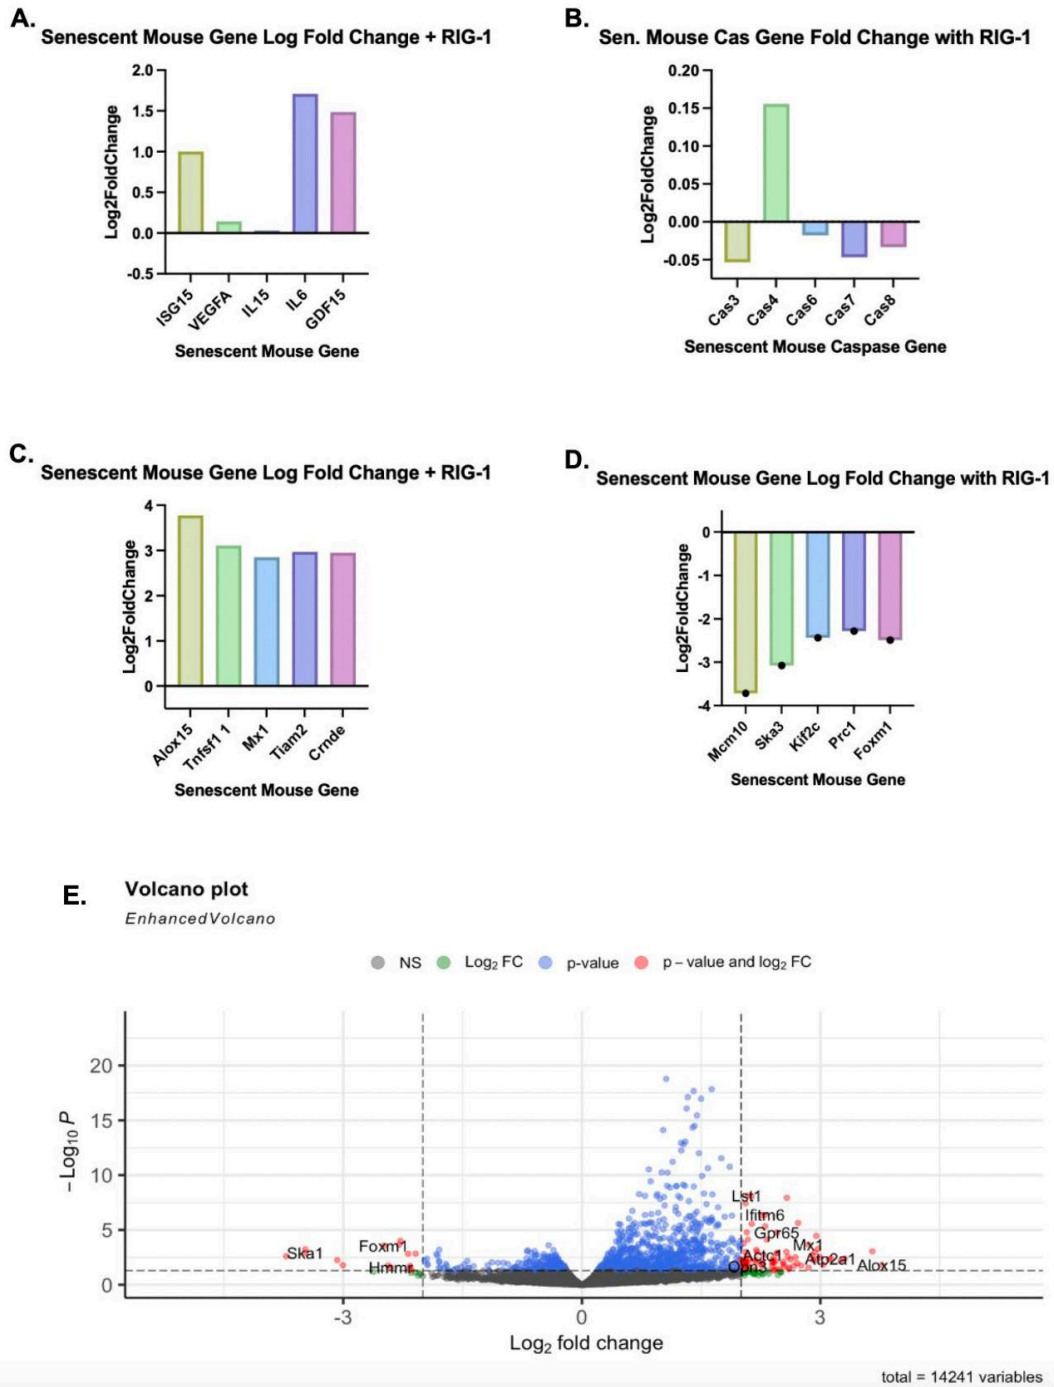 A.
Senescent Mouse Gene Log Fold Change + RIG-1
2.0
1.5
1.0
0.5
0.0
-0.5
Log2FoldChange
ISG15
VEGFA
IL15
IL6
GDF15
Senescent Mouse Gene
B.
Sen. Mouse Cas Gene Fold Change with RIG-1
0.20
0.15
0.10
0.05
0.00
-0.05
Log2FoldChange
Cas3
Cas4
Cas6
Cas7
Cas8
Senescent Mouse Caspase Gene
C.
Senescent Mouse Gene Log Fold Change + RIG-1
4
3
2
1
0
Log2FoldChange
Alox15
Tnfsf1 1
Mx1
Tiam2
Crnde
Senescent Mouse Gene
D.
Senescent Mouse Gene Log Fold Change with RIG-1
0
-1
-2
-3
-4
Log2FoldChange
Mcm10
Ska3
Kif2c
Prc1
Foxm1
Senescent Mouse Gene
E.
Volcano plot
EnhancedVolcano
NS Log₂ FC p-value p – value and log₂ FC
20
15
10
5
0
– Log₁₀ P
Lst1
Ifitm6
Gpr65
Mx1
Ska1
Foxm1
Actc1
Atp2a1
Hmmr
Opn3
Alox15
-3 0 3
Log₂ fold change
total = 14241 variables